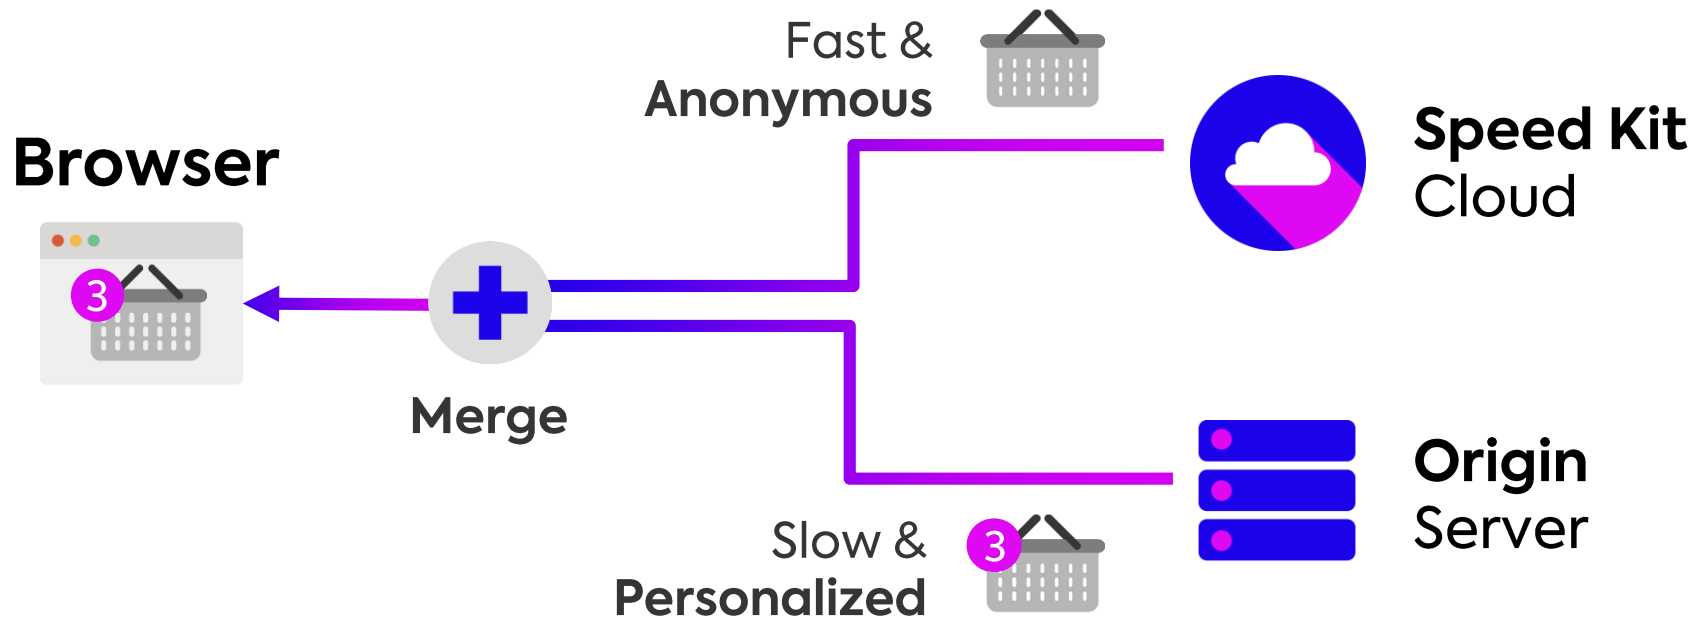 Browser
3
Merge
Fast &
Anonymous
Speed Kit
Cloud
Slow &
Personalized
3
Origin
Server